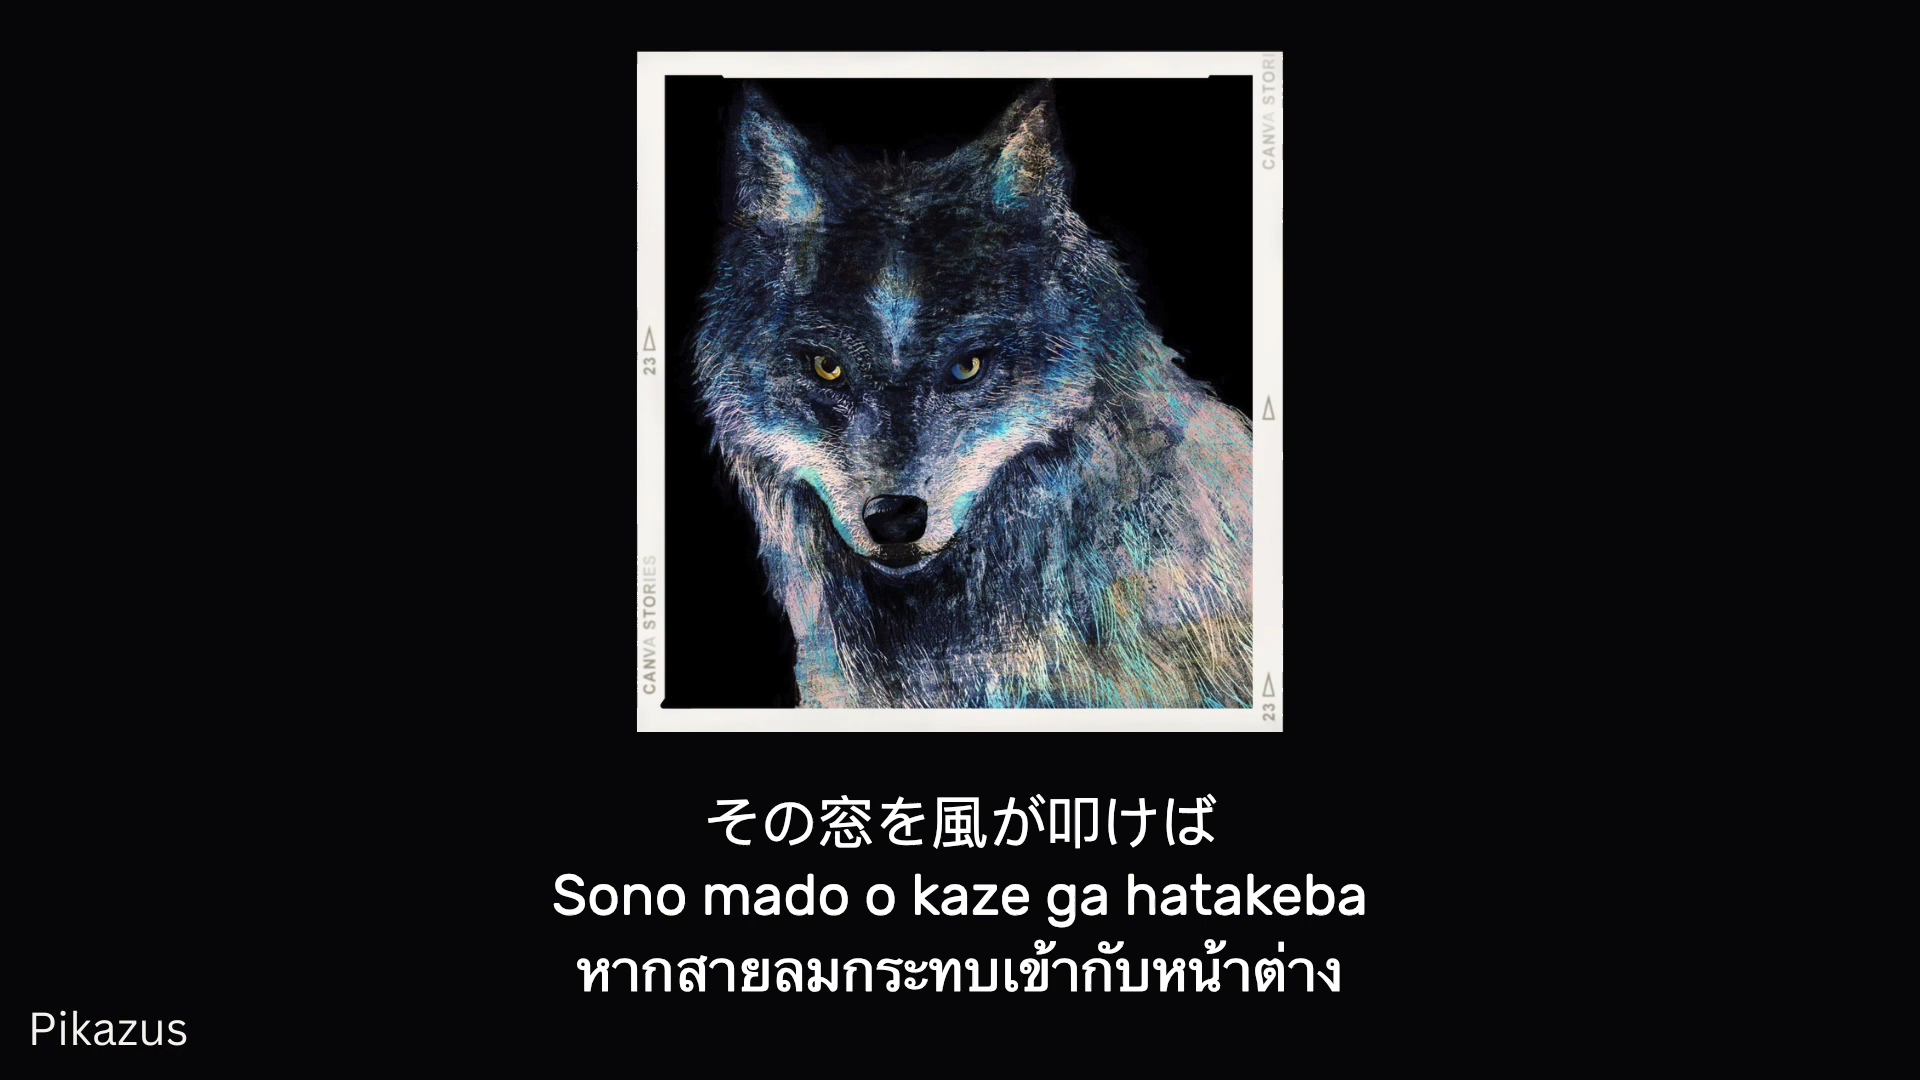 CANVA STORI
23
CANVA STORIES
23
その窓を風が叩けば
Sono mado o kaze ga hatakeba
หากสายลมกระทบเข้ากับหน้าต่าง
Pikazus